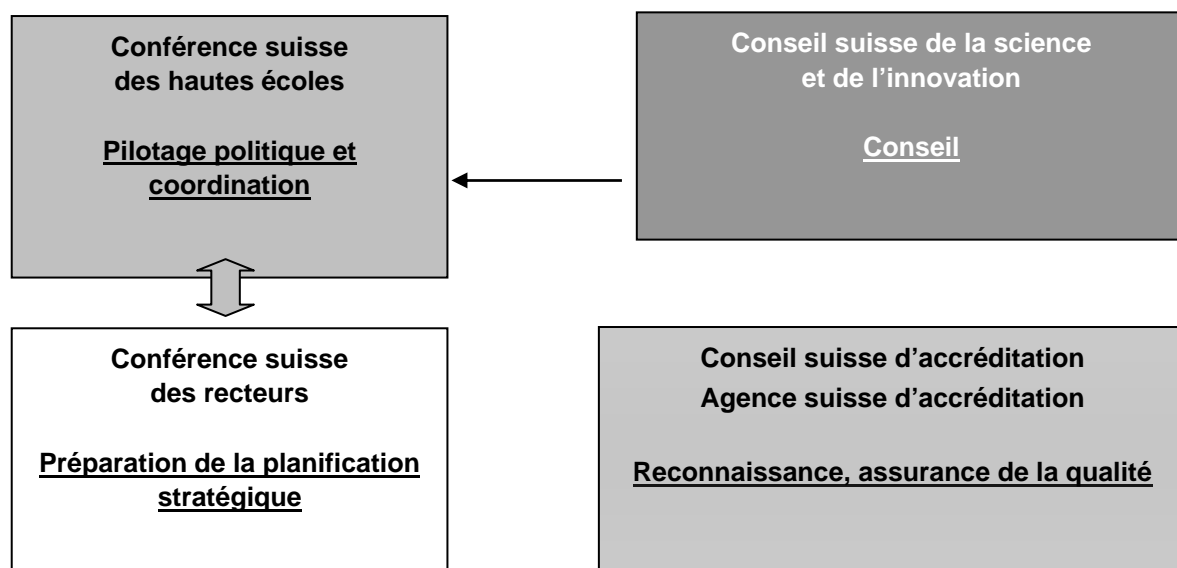 Conférence suisse
des hautes écoles
Pilotage politique et
coordination
Conseil suisse de la science
et de l’innovation
Conseil
Conférence suisse
des recteurs
Préparation de la planification
stratégique
Conseil suisse d’accréditation
Agence suisse d’accréditation
Reconnaissance, assurance de la qualité